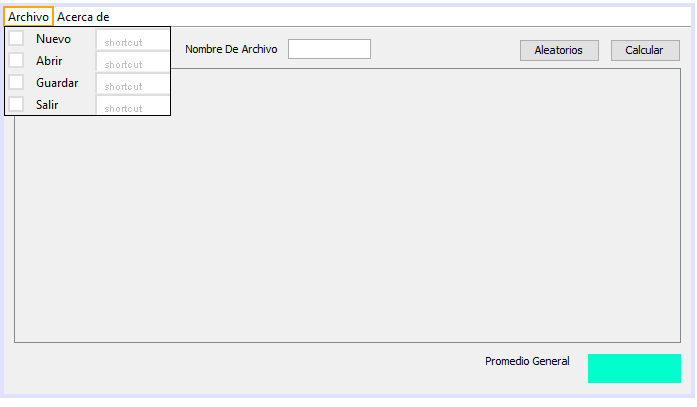 Archivo Acerca de
Nuevo shortcut
Abrir shortcut
Guardar shortcut
Salir shortcut
Nombre De Archivo
Aleatorios
Calcular
Promedio General